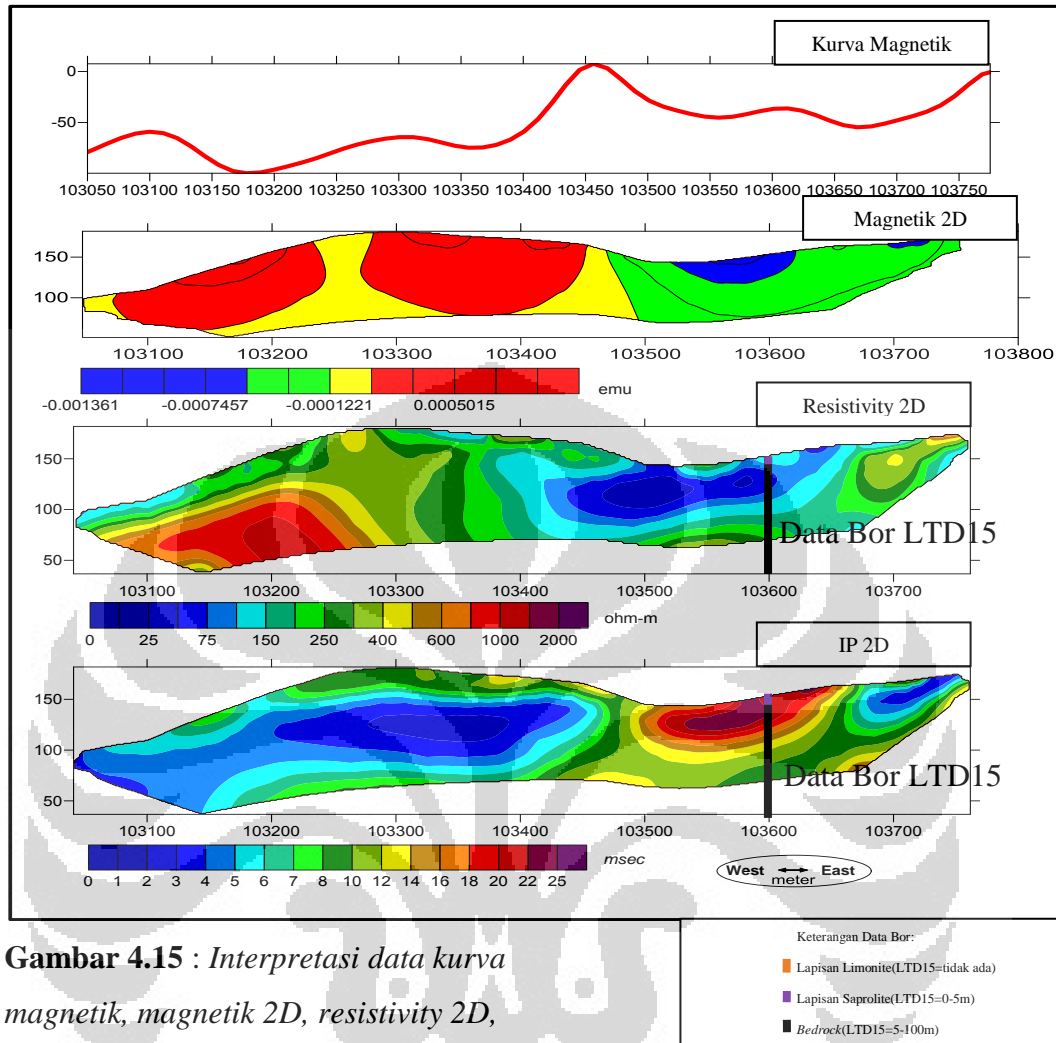 Kurva Magnetik
0
-50
103050 103100 103150 103200 103250 103300 103350 103400 103450 103500 103550 103600 103650 103700 103750
Magnetik 2D
150
100
103100 103200 103300 103400 103500 103600 103700 103800
emu
-0.001361 -0.0007457 -0.0001221 0.0005015
Resistivity 2D
150
100
50
Data Bor LTD15
103100 103200 103300 103400 103500 103600 103700
ohm-m
0 25 75 150 250 400 600 1000 2000
IP 2D
150
100
50
Data Bor LTD15
103100 103200 103300 103400 103500 103600 103700
msec
0 1 2 3 4 5 6 7 8 10 12 14 16 18 20 22 25
West East
meter
Gambar 4.15 : Interpretasi data kurva
magnetik, magnetik 2D, resistivity 2D,
Keterangan Data Bor:
Lapisan Limonite(LTD15=tidak ada)
Lapisan Saprolite(LTD15=0-5m)
Bedrock(LTD15=5-100m)